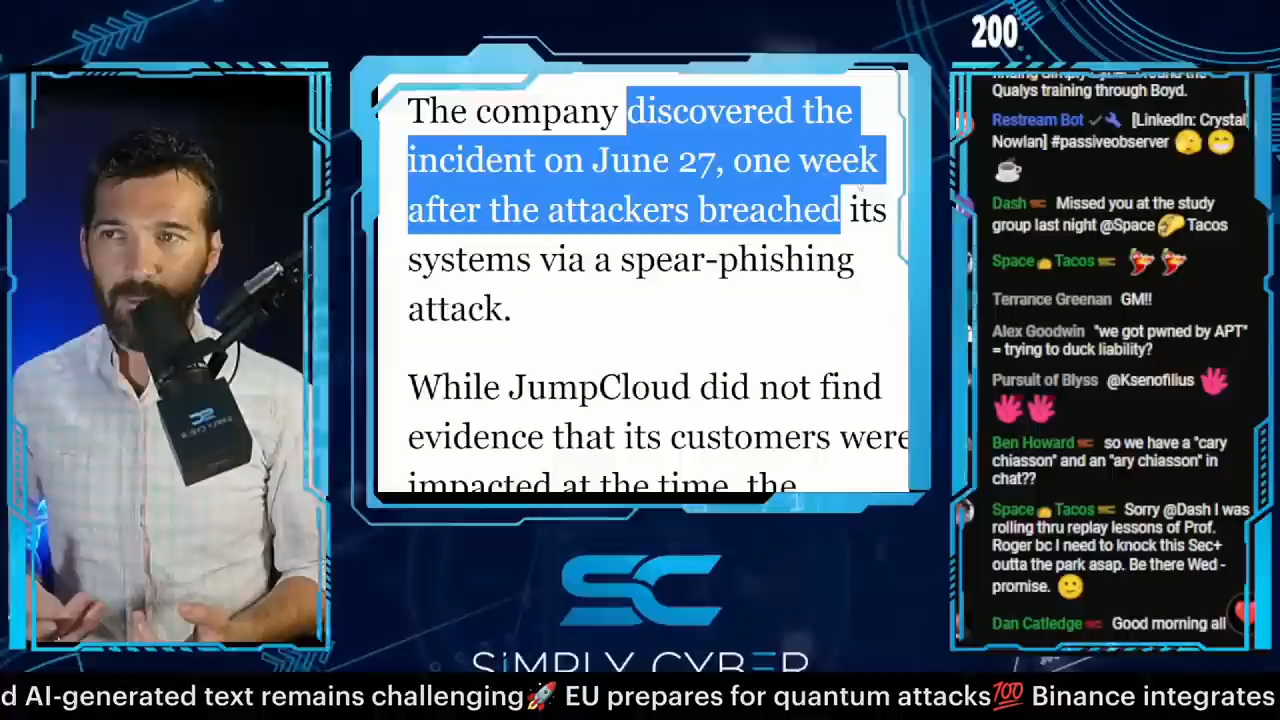 200
The company discovered the
incident on June 27, one week
after the attackers breached its
systems via a spear-phishing
attack.
While JumpCloud did not find
evidence that its customers were
impacted at the time, the
SC
SiMPLY CYBER
Qualys training through Boyd.
Restream Bot [LinkedIn: Crystal
Nowlan] #passiveobserver 🫣 😁
☕
Dash Missed you at the study
group last night @Space 🌮 Tacos
Space 🌮 Tacos
Terrance Greenan GM!!
Alex Goodwin "we got pwned by APT"
= trying to duck liability?
Pursuit of Blyss @Ksenofilius
Ben Howard so we have a "cary
chiasson" and an "ary chiasson" in
chat??
Space 🌮 Tacos Sorry @Dash I was
rolling thru replay lessons of Prof.
Roger bc I need to knock this Sec+
outta the park asap. Be there Wed -
promise. 🙂
Dan Catledge Good morning all
d AI-generated text remains challenging🚀 EU prepares for quantum attacks💯 Binance integrates